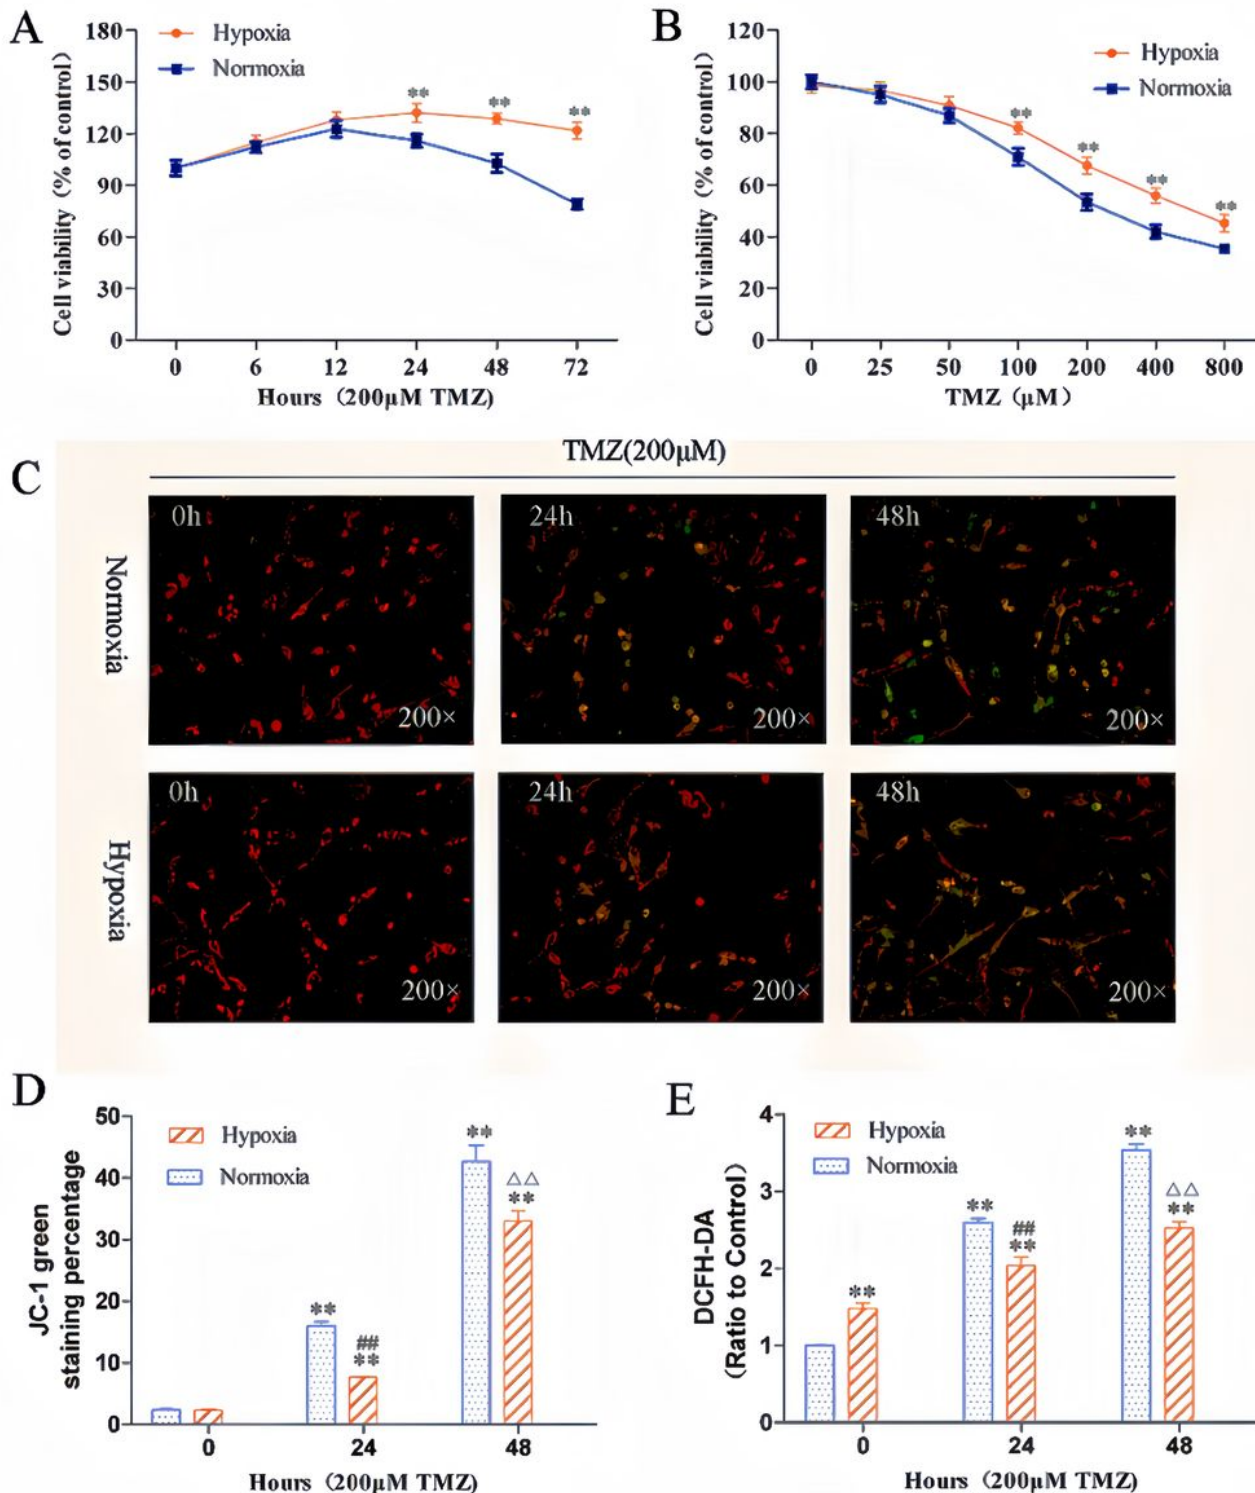 A
Cell viability (% of control)
180
150
120
90
60
30
0
Hypoxia
Normoxia
** ** **
0 6 12 24 48 72
Hours (200μM TMZ)
B
Cell viability (% of control)
120
100
80
60
40
20
0
Hypoxia
Normoxia
** ** ** **
0 25 50 100 200 400 800
TMZ (μM)
C
TMZ(200μM)
Normoxia
0h
200×
24h
200×
48h
200×
Hypoxia
0h
200×
24h
200×
48h
200×
D
JC-1 green
staining percentage
50
40
30
20
10
0
Hypoxia
Normoxia
**
##
**
**
△△
**
0 24 48
Hours (200μM TMZ)
E
DCFH-DA
(Ratio to Control)
4
3
2
1
0
Hypoxia
Normoxia
**
**
##
**
**
△△
**
0 24 48
Hours (200μM TMZ)